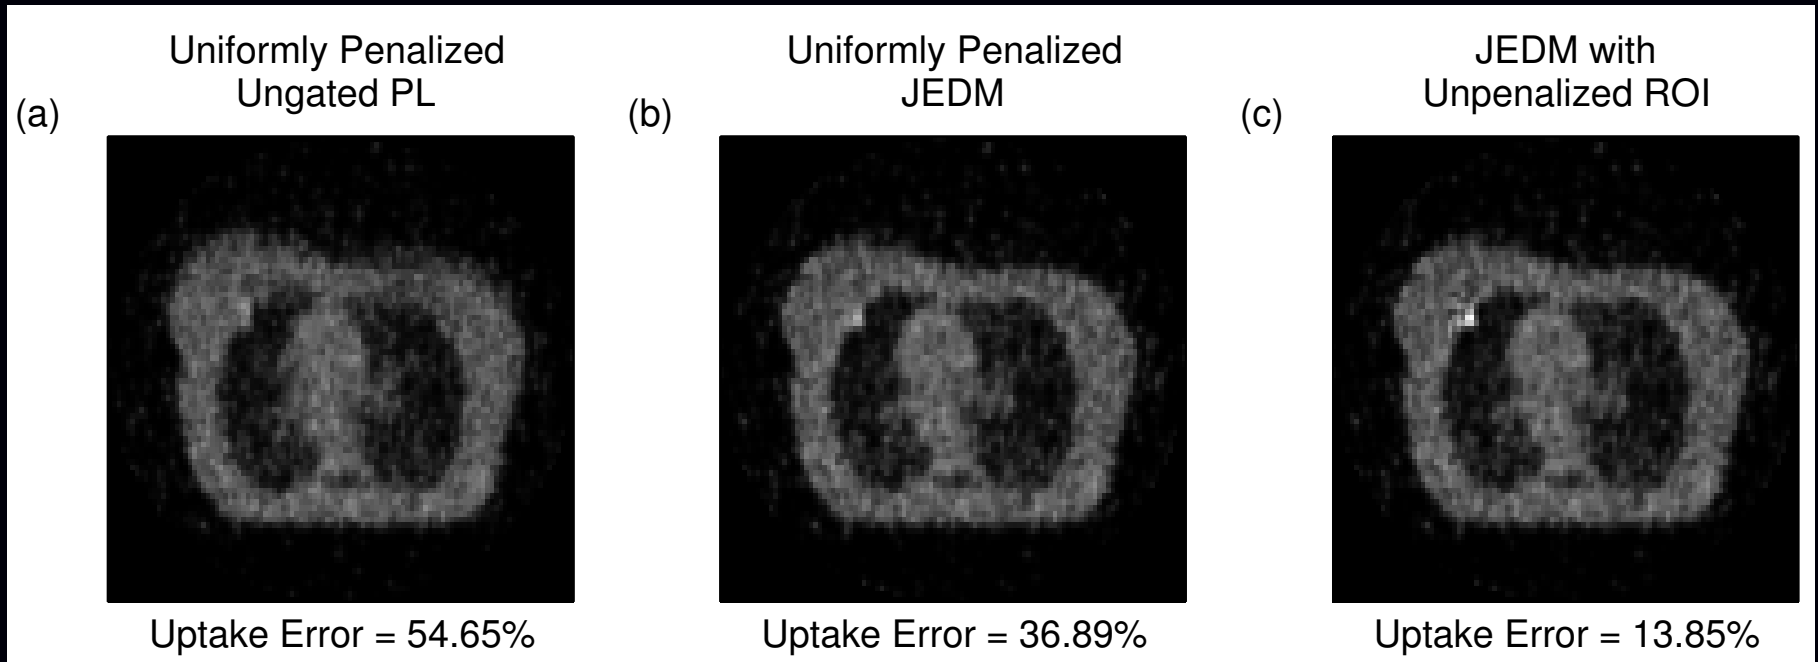 (a)
Uniformly Penalized
Ungated PL
Uptake Error = 54.65%
(b)
Uniformly Penalized
JEDM
Uptake Error = 36.89%
(c)
JEDM with
Unpenalized ROI
Uptake Error = 13.85%